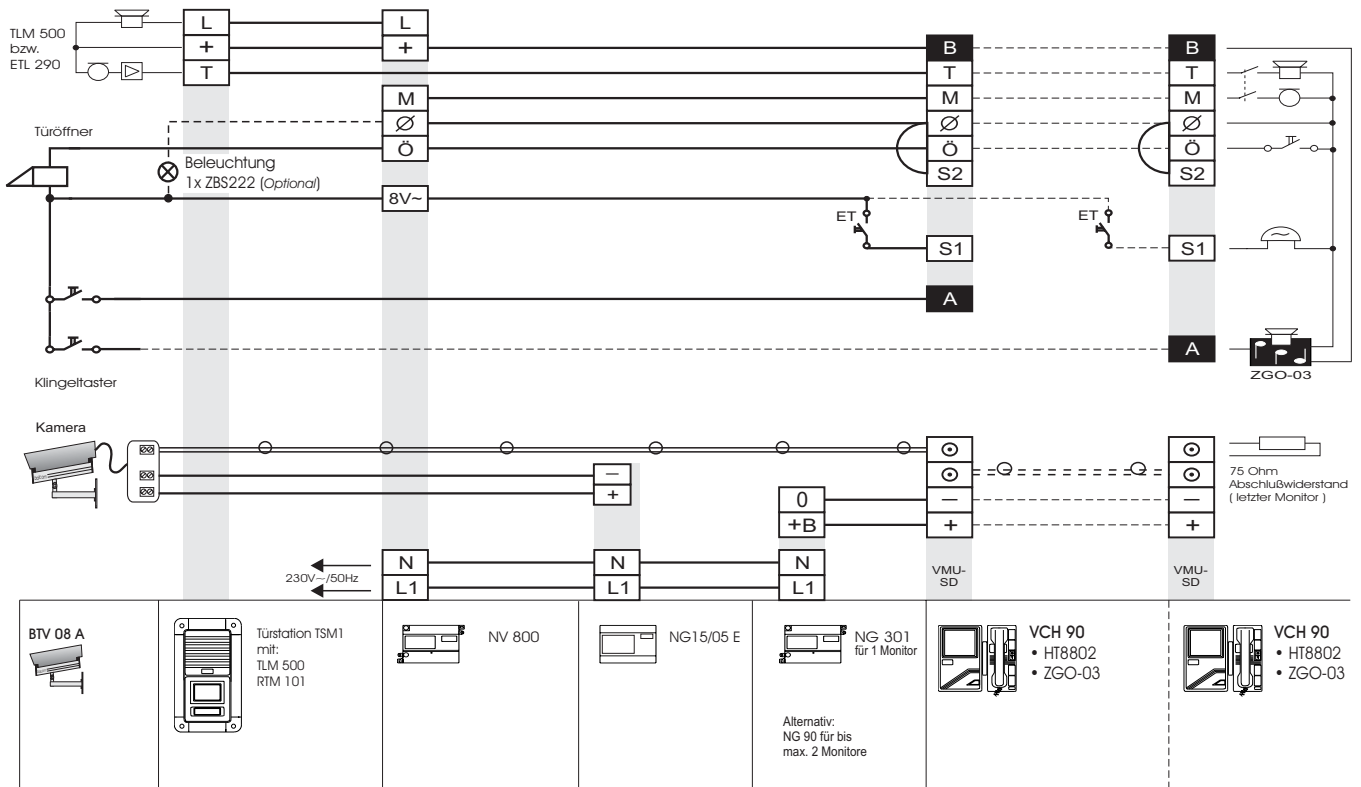 TLM 500
bzw.
ETL 290
L
+
T
L
+
M
Ø
Ö
8V~
B
T
M
Ø
Ö
S2
S1
A
B
T
M
Ø
Ö
S2
S1
A
Türöffner
Beleuchtung
1x ZBS222 (Optional)
ET
ET
ZGO-03
Klingeltaster
Kamera
–
+
0
+B
–
+
–
+
75 Ohm
Abschlußwiderstand
( letzter Monitor )
230V~/50Hz
N
L1
N
L1
N
L1
VMU-
SD
VMU-
SD
BTV 08 A
Türstation TSM1
mit:
TLM 500
RTM 101
NV 800
NG15/05 E
NG 301
für 1 Monitor
Alternativ:
NG 90 für bis
max. 2 Monitore
VCH 90
• HT8802
• ZGO-03
VCH 90
• HT8802
• ZGO-03